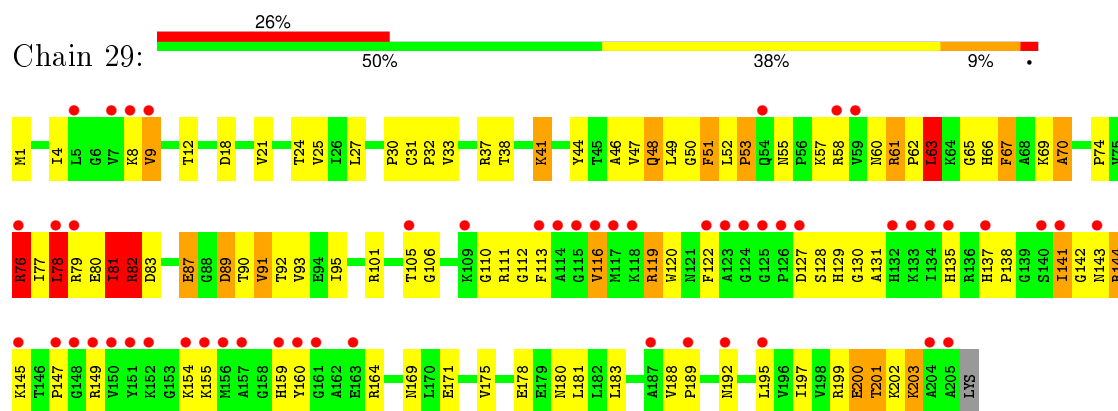 26%
Chain 29:
50% 38% 9% •
M1 I4 L5 G6 V7 K8 V9 T12 D18 V21 T24 V25 I26 L27 P30 C31 P32 V33 R37 T38 K41 Y44 T45 A46 V47 Q48 L49 G50 F51 L52 P53 Q54 N55 P56 K57 R58 V59 N60 R61 P62 L63 K64 G65 H66 F67 A68 K69 A70 P74 V75
R76 I77 L78 R79 E80 I81 R82 D83 E87 G88 D89 T90 V91 T92 V93 E94 I95 R101 T105 G106 K109 G110 R111 G112 F113 A114 G115 V116 M117 K118 R119 W120 N121 F122 A123 G124 G125 P126 D127 S128 H129 G130 A131 H132 K133 I134 H135 R136 H137 P138 G139 S140 I141 G142 N143 R144
K145 T146 P147 G148 R149 V150 Y151 K152 G153 K154 K155 M156 A157 G158 H159 Y160 G161 A162 E163 R164 N169 L170 E171 V175 E178 E179 N180 L181 L182 L183 A187 V188 P189 N192 L195 V196 I197 V198 R199 E200 T201 K202 K203 A204 A205 LYS